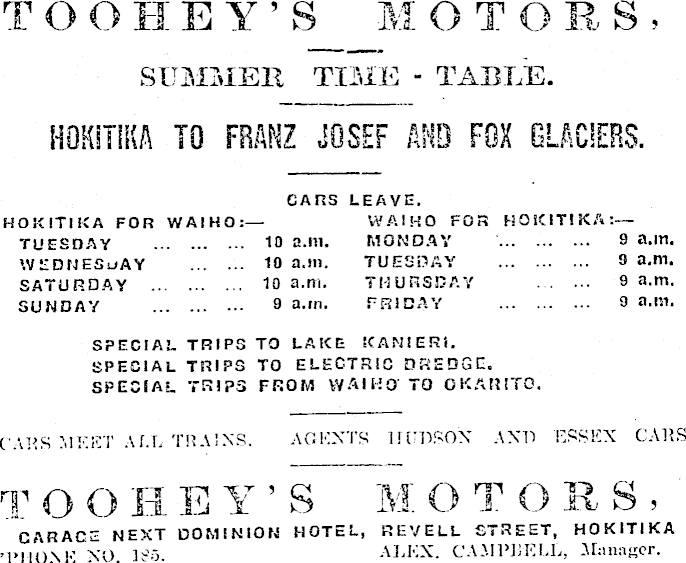 TOOHEY'S MOTORS,
SUMMER TIME-TABLE.
HOKITIKA TO FRANZ JOSEF AND FOX GLACIERS.
CARS LEAVE.
HOKITIKA FOR WAIHO:— WAIHO FOR HOKITIKA:—
TUESDAY ... ... ... 10 a.m. MONDAY ... ... ... 9 a.m.
WEDNESDAY ... ... 10 a.m. TUESDAY ... ... ... 9 a.m.
SATURDAY ... ... ... 10 a.m. THURSDAY ... ... 9 a.m.
SUNDAY ... ... ... 9 a.m. FRIDAY ... ... ... 9 a.m.
SPECIAL TRIPS TO LAKE KANIERI.
SPECIAL TRIPS TO ELECTRIC DREDGE.
SPECIAL TRIPS FROM WAIHO TO OKARITO.
CARS MEET ALL TRAINS. AGENTS HUDSON AND ESSEX CARS
TOOHEY'S MOTORS,
GARAGE NEXT DOMINION HOTEL, REVELL STREET, HOKITIKA
'PHONE NO. 185. ALEX. CAMPBELL, Manager.